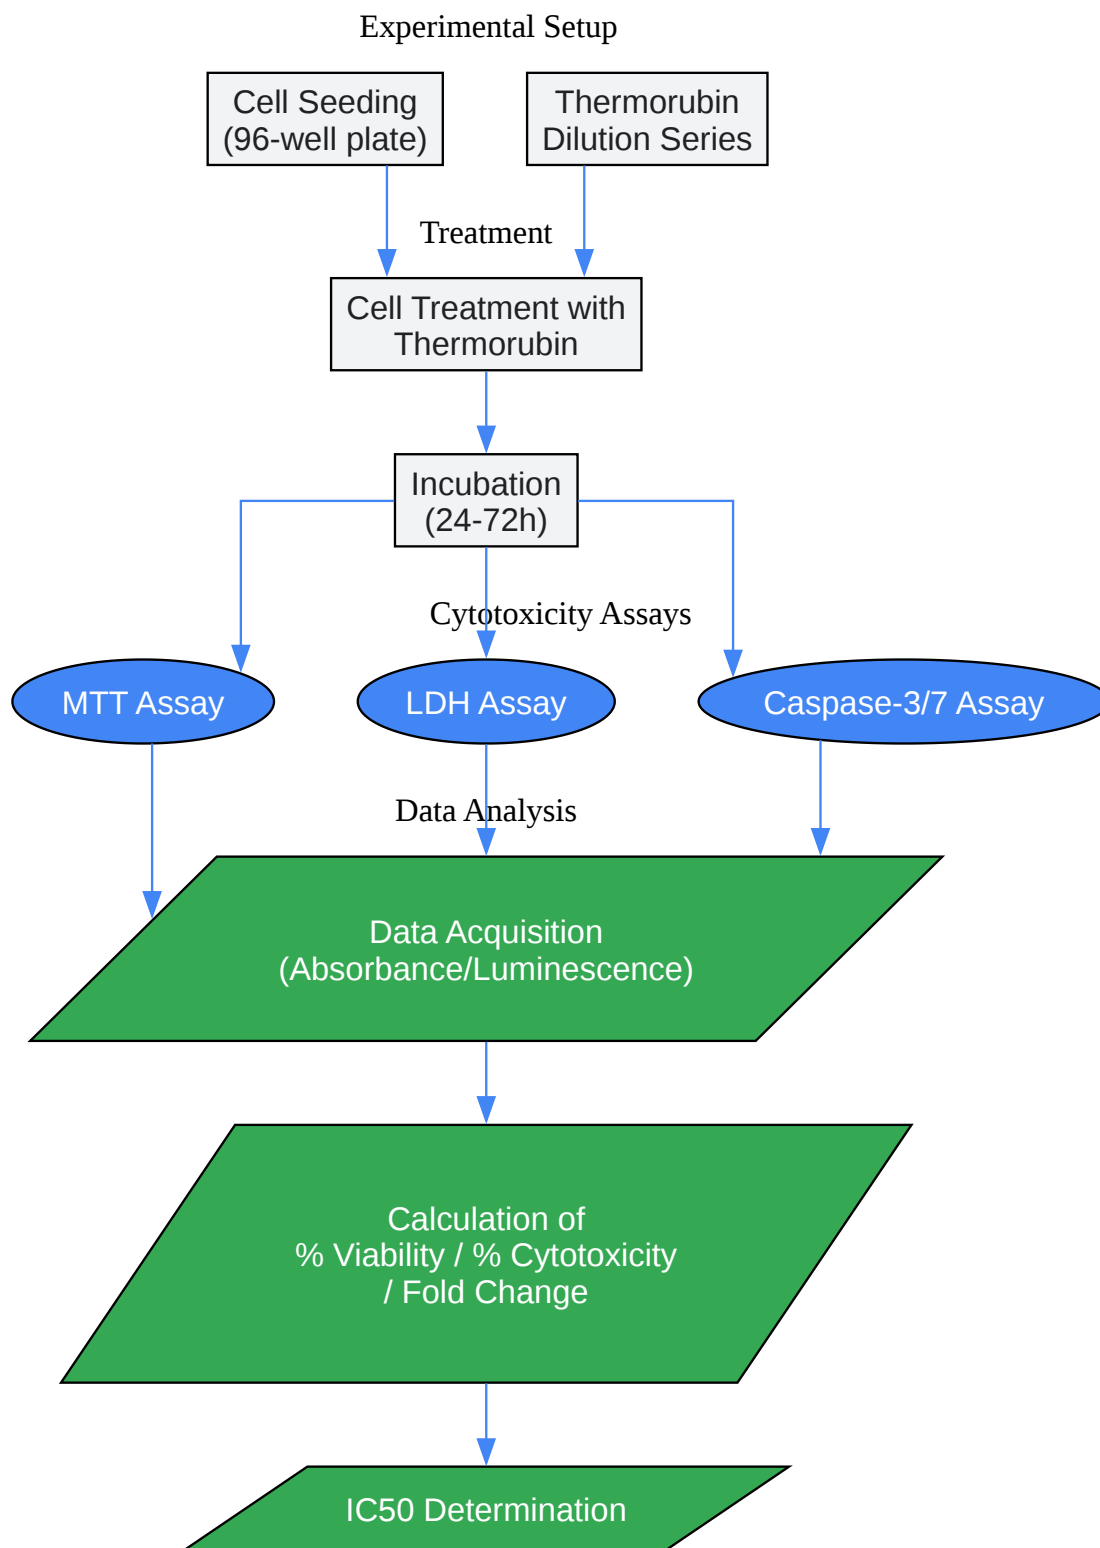 Experimental Setup
Cell Seeding
(96-well plate)
Thermorubin
Dilution Series
Treatment
Cell Treatment with
Thermorubin
Incubation
(24-72h)
Cytotoxicity Assays
MTT Assay
LDH Assay
Caspase-3/7 Assay
Data Analysis
Data Acquisition
(Absorbance/Luminescence)
Calculation of
% Viability / % Cytotoxicity
/ Fold Change
IC50 Determination